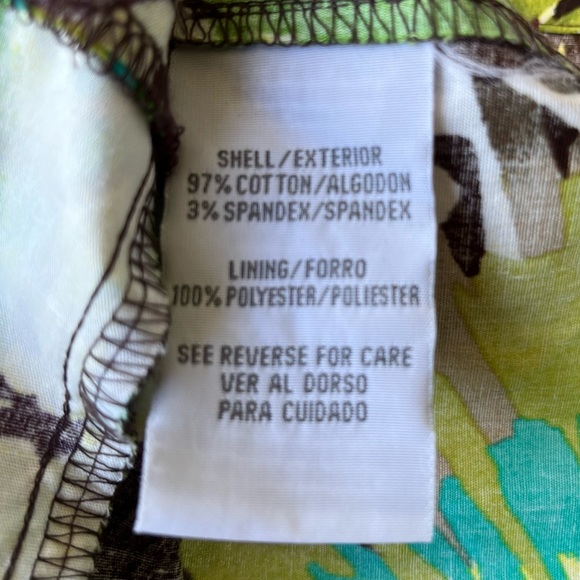 SHELL/EXTERIOR
97% COTTON/ALGODON
3% SPANDEX/SPANDEX
LINING/FORRO
100% POLYESTER/POLIESTER
SEE REVERSE FOR CARE
VER AL DORSO
PARA CUIDADO